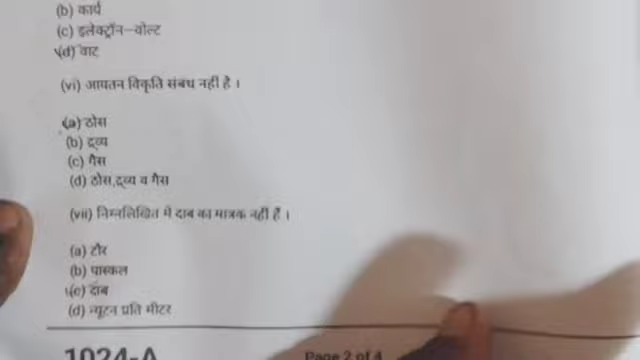 (b) कार्य
(c) इलेक्ट्रॉन-वोल्ट
(d) वाट
(vi) आयतन विकृति संबध नहीं है ।
(a) ठोस
(b) द्रव्य
(c) गैस
(d) ठोस,द्रव्य व गैस
(vii) निम्नलिखित में दाब का मात्रक नहीं हैं ।
(a) टौर
(b) पास्कल
(c) दाब
(d) न्यूटन प्रति मीटर
1024-A
Page 2 of 4